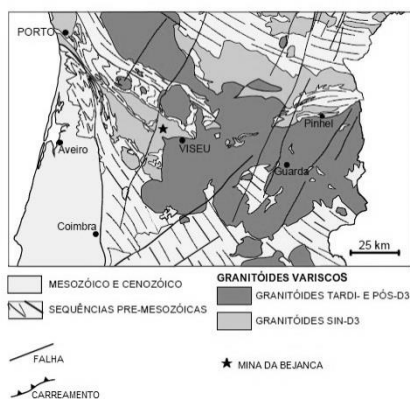 PORTO
Pinhel
Aveiro
VISEU
Guarda
Coimbra
25 km
MESOZÓICO E CENOZÓICO
SEQUÊNCIAS PRE-MESOZÓICAS
GRANITÓIDES VARISCOS
GRANITÓIDES TARDI- E PÓS-D3
GRANITÓIDES SIN-D3
FALHA
MINA DA BEJANCA
CARREAMENTO